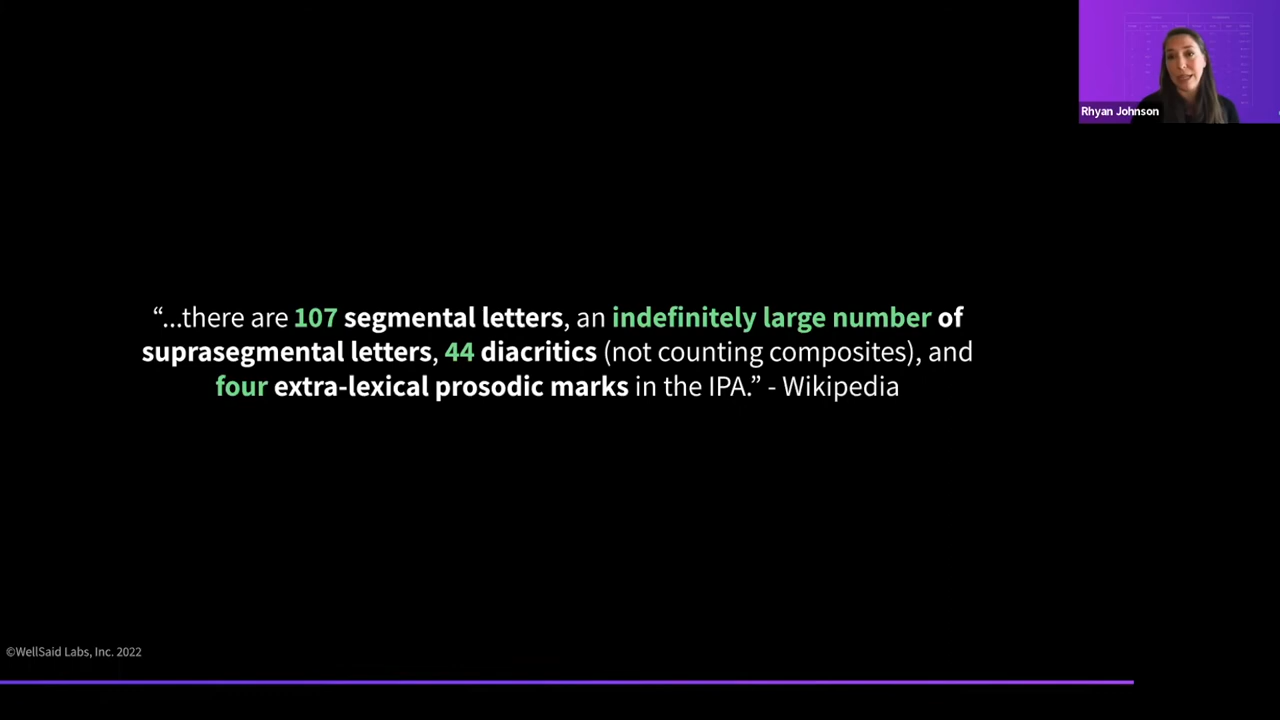 Rhyan Johnson
“...there are 107 segmental letters, an indefinitely large number of
suprasegmental letters, 44 diacritics (not counting composites), and
four extra-lexical prosodic marks in the IPA.” - Wikipedia
©WellSaid Labs, Inc. 2022